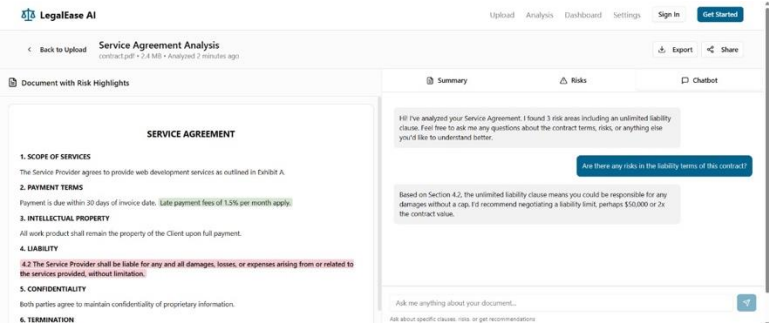 LegalEase AI
Upload
Analysis
Dashboard
Settings
Sign In
Get Started
Back to Upload
Service Agreement Analysis
contract.pdf • 2.4 MB • Analyzed 2 minutes ago
Export
Share
Document with Risk Highlights
Summary
Risks
Chatbot
SERVICE AGREEMENT
1. SCOPE OF SERVICES
The Service Provider agrees to provide web development services as outlined in Exhibit A.
2. PAYMENT TERMS
Payment is due within 30 days of invoice date. Late payment fees of 1.5% per month apply.
3. INTELLECTUAL PROPERTY
All work product shall remain the property of the Client upon full payment.
4. LIABILITY
4.2 The Service Provider shall be liable for any and all damages, losses, or expenses arising from or related to
the services provided, without limitation.
5. CONFIDENTIALITY
Both parties agree to maintain confidentiality of proprietary information.
6. TERMINATION
Hi! I've analyzed your Service Agreement. I found 3 risk areas including an unlimited liability
clause. Feel free to ask me any questions about the contract terms, risks, or anything else
you'd like to understand better.
Are there any risks in the liability terms of this contract?
Based on Section 4.2, the unlimited liability clause means you could be responsible for any
damages without a cap. I'd recommend negotiating a liability limit, perhaps $50,000 or 2x
the contract value.
Ask me anything about your document...
Ask about specific clauses, risks, or get recommendations